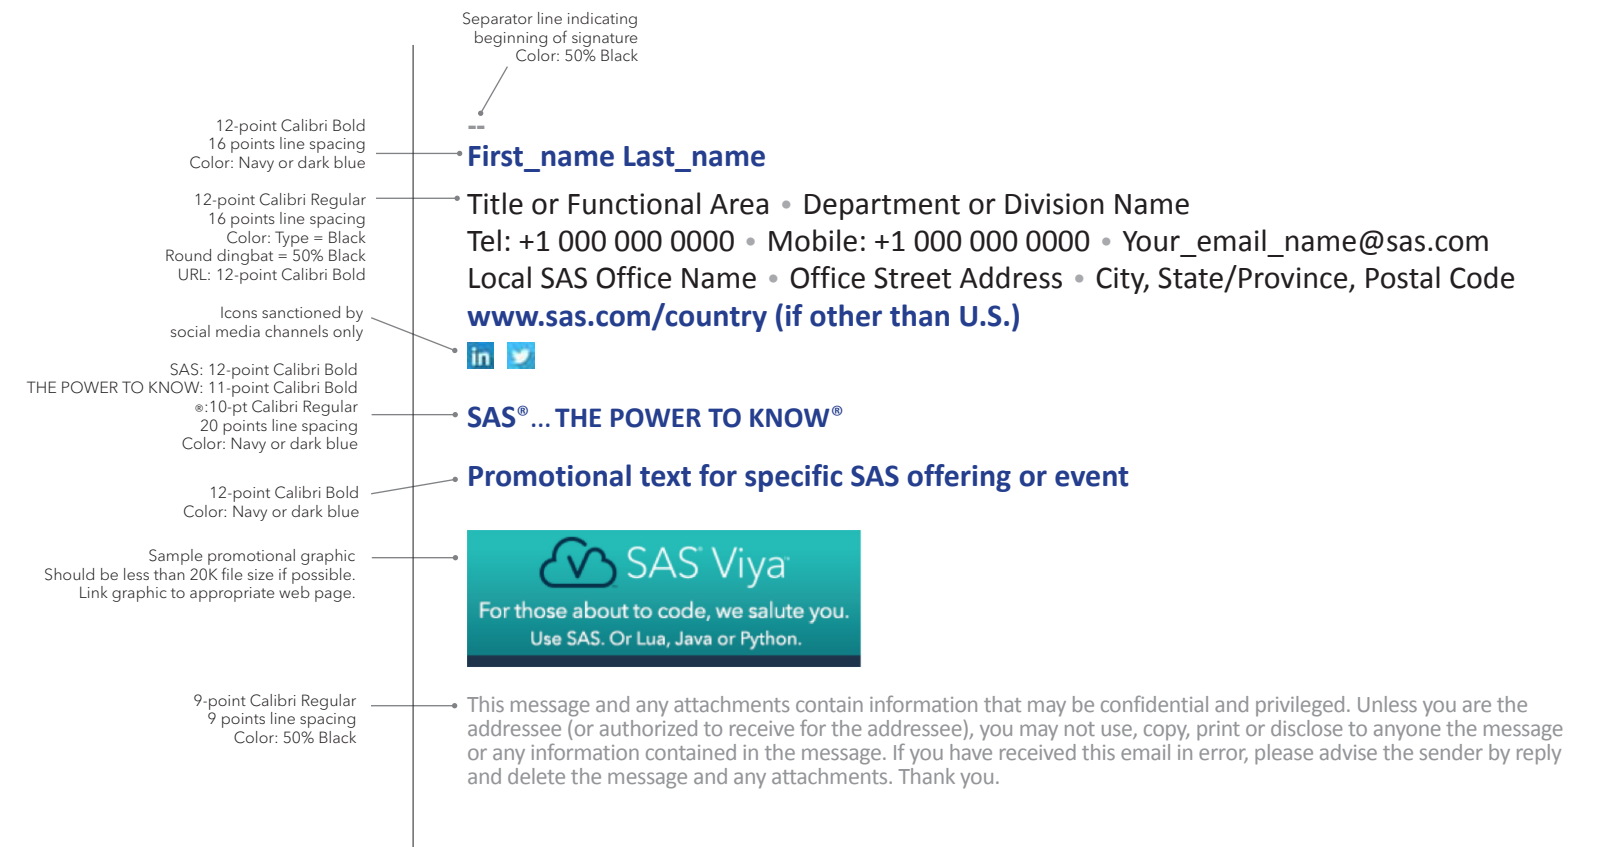 Separator line indicating
beginning of signature
Color: 50% Black
--
12-point Calibri Bold
16 points line spacing
Color: Navy or dark blue
First_name Last_name
12-point Calibri Regular
16 points line spacing
Color: Type = Black
Round dingbat = 50% Black
URL: 12-point Calibri Bold
Title or Functional Area • Department or Division Name
Tel: +1 000 000 0000 • Mobile: +1 000 000 0000 • Your_email_name@sas.com
Local SAS Office Name • Office Street Address • City, State/Province, Postal Code
www.sas.com/country (if other than U.S.)
Icons sanctioned by
social media channels only
in
SAS: 12-point Calibri Bold
THE POWER TO KNOW: 11-point Calibri Bold
®:10-pt Calibri Regular
20 points line spacing
Color: Navy or dark blue
SAS® ... THE POWER TO KNOW®
12-point Calibri Bold
Color: Navy or dark blue
Promotional text for specific SAS offering or event
Sample promotional graphic
Should be less than 20K file size if possible.
Link graphic to appropriate web page.
SAS® Viya™
For those about to code, we salute you.
Use SAS. Or Lua, Java or Python.
9-point Calibri Regular
9 points line spacing
Color: 50% Black
This message and any attachments contain information that may be confidential and privileged. Unless you are the
addressee (or authorized to receive for the addressee), you may not use, copy, print or disclose to anyone the message
or any information contained in the message. If you have received this email in error, please advise the sender by reply
and delete the message and any attachments. Thank you.